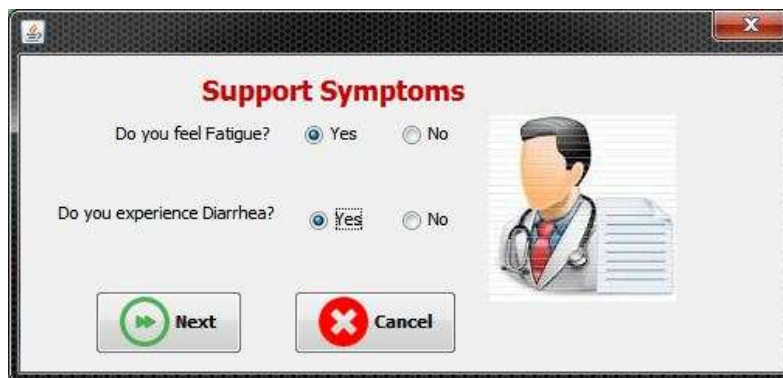 Support Symptoms
Do you feel Fatigue? Yes No
Do you experience Diarrhea? Yes No
Next Cancel